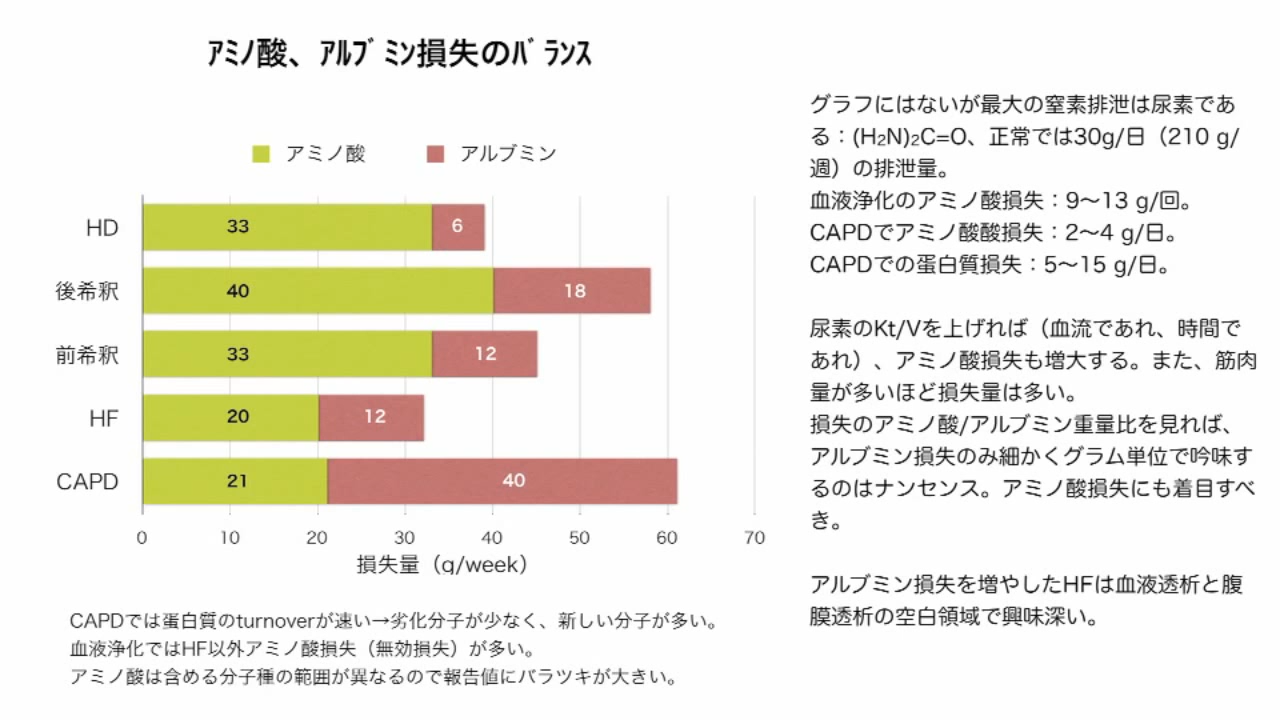 ｱﾐﾉ酸、ｱﾙﾌﾞﾐﾝ損失のﾊﾞﾗﾝｽ
アミノ酸 アルブミン
HD 33 6
後希釈 40 18
前希釈 33 12
HF 20 12
CAPD 21 40
0 10 20 30 40 50 60 70
損失量（g/week）
CAPDでは蛋白質のturnoverが速い→劣化分子が少なく、新しい分子が多い。
血液浄化ではHF以外アミノ酸損失（無効損失）が多い。
アミノ酸は含める分子種の範囲が異なるので報告値にバラツキが大きい。
グラフにはないが最大の窒素排泄は尿素であ
る：(H₂N)₂C=O、正常では30g/日（210 g/
週）の排泄量。
血液浄化のアミノ酸損失：9〜13 g/回。
CAPDでアミノ酸酸損失：2〜4 g/日。
CAPDでの蛋白質損失：5〜15 g/日。
尿素のKt/Vを上げれば（血流であれ、時間で
あれ）、アミノ酸損失も増大する。また、筋肉
量が多いほど損失量は多い。
損失のアミノ酸/アルブミン重量比を見れば、
アルブミン損失のみ細かくグラム単位で吟味す
るのはナンセンス。アミノ酸損失にも着目すべ
き。
アルブミン損失を増やしたHFは血液透析と腹
膜透析の空白領域で興味深い。